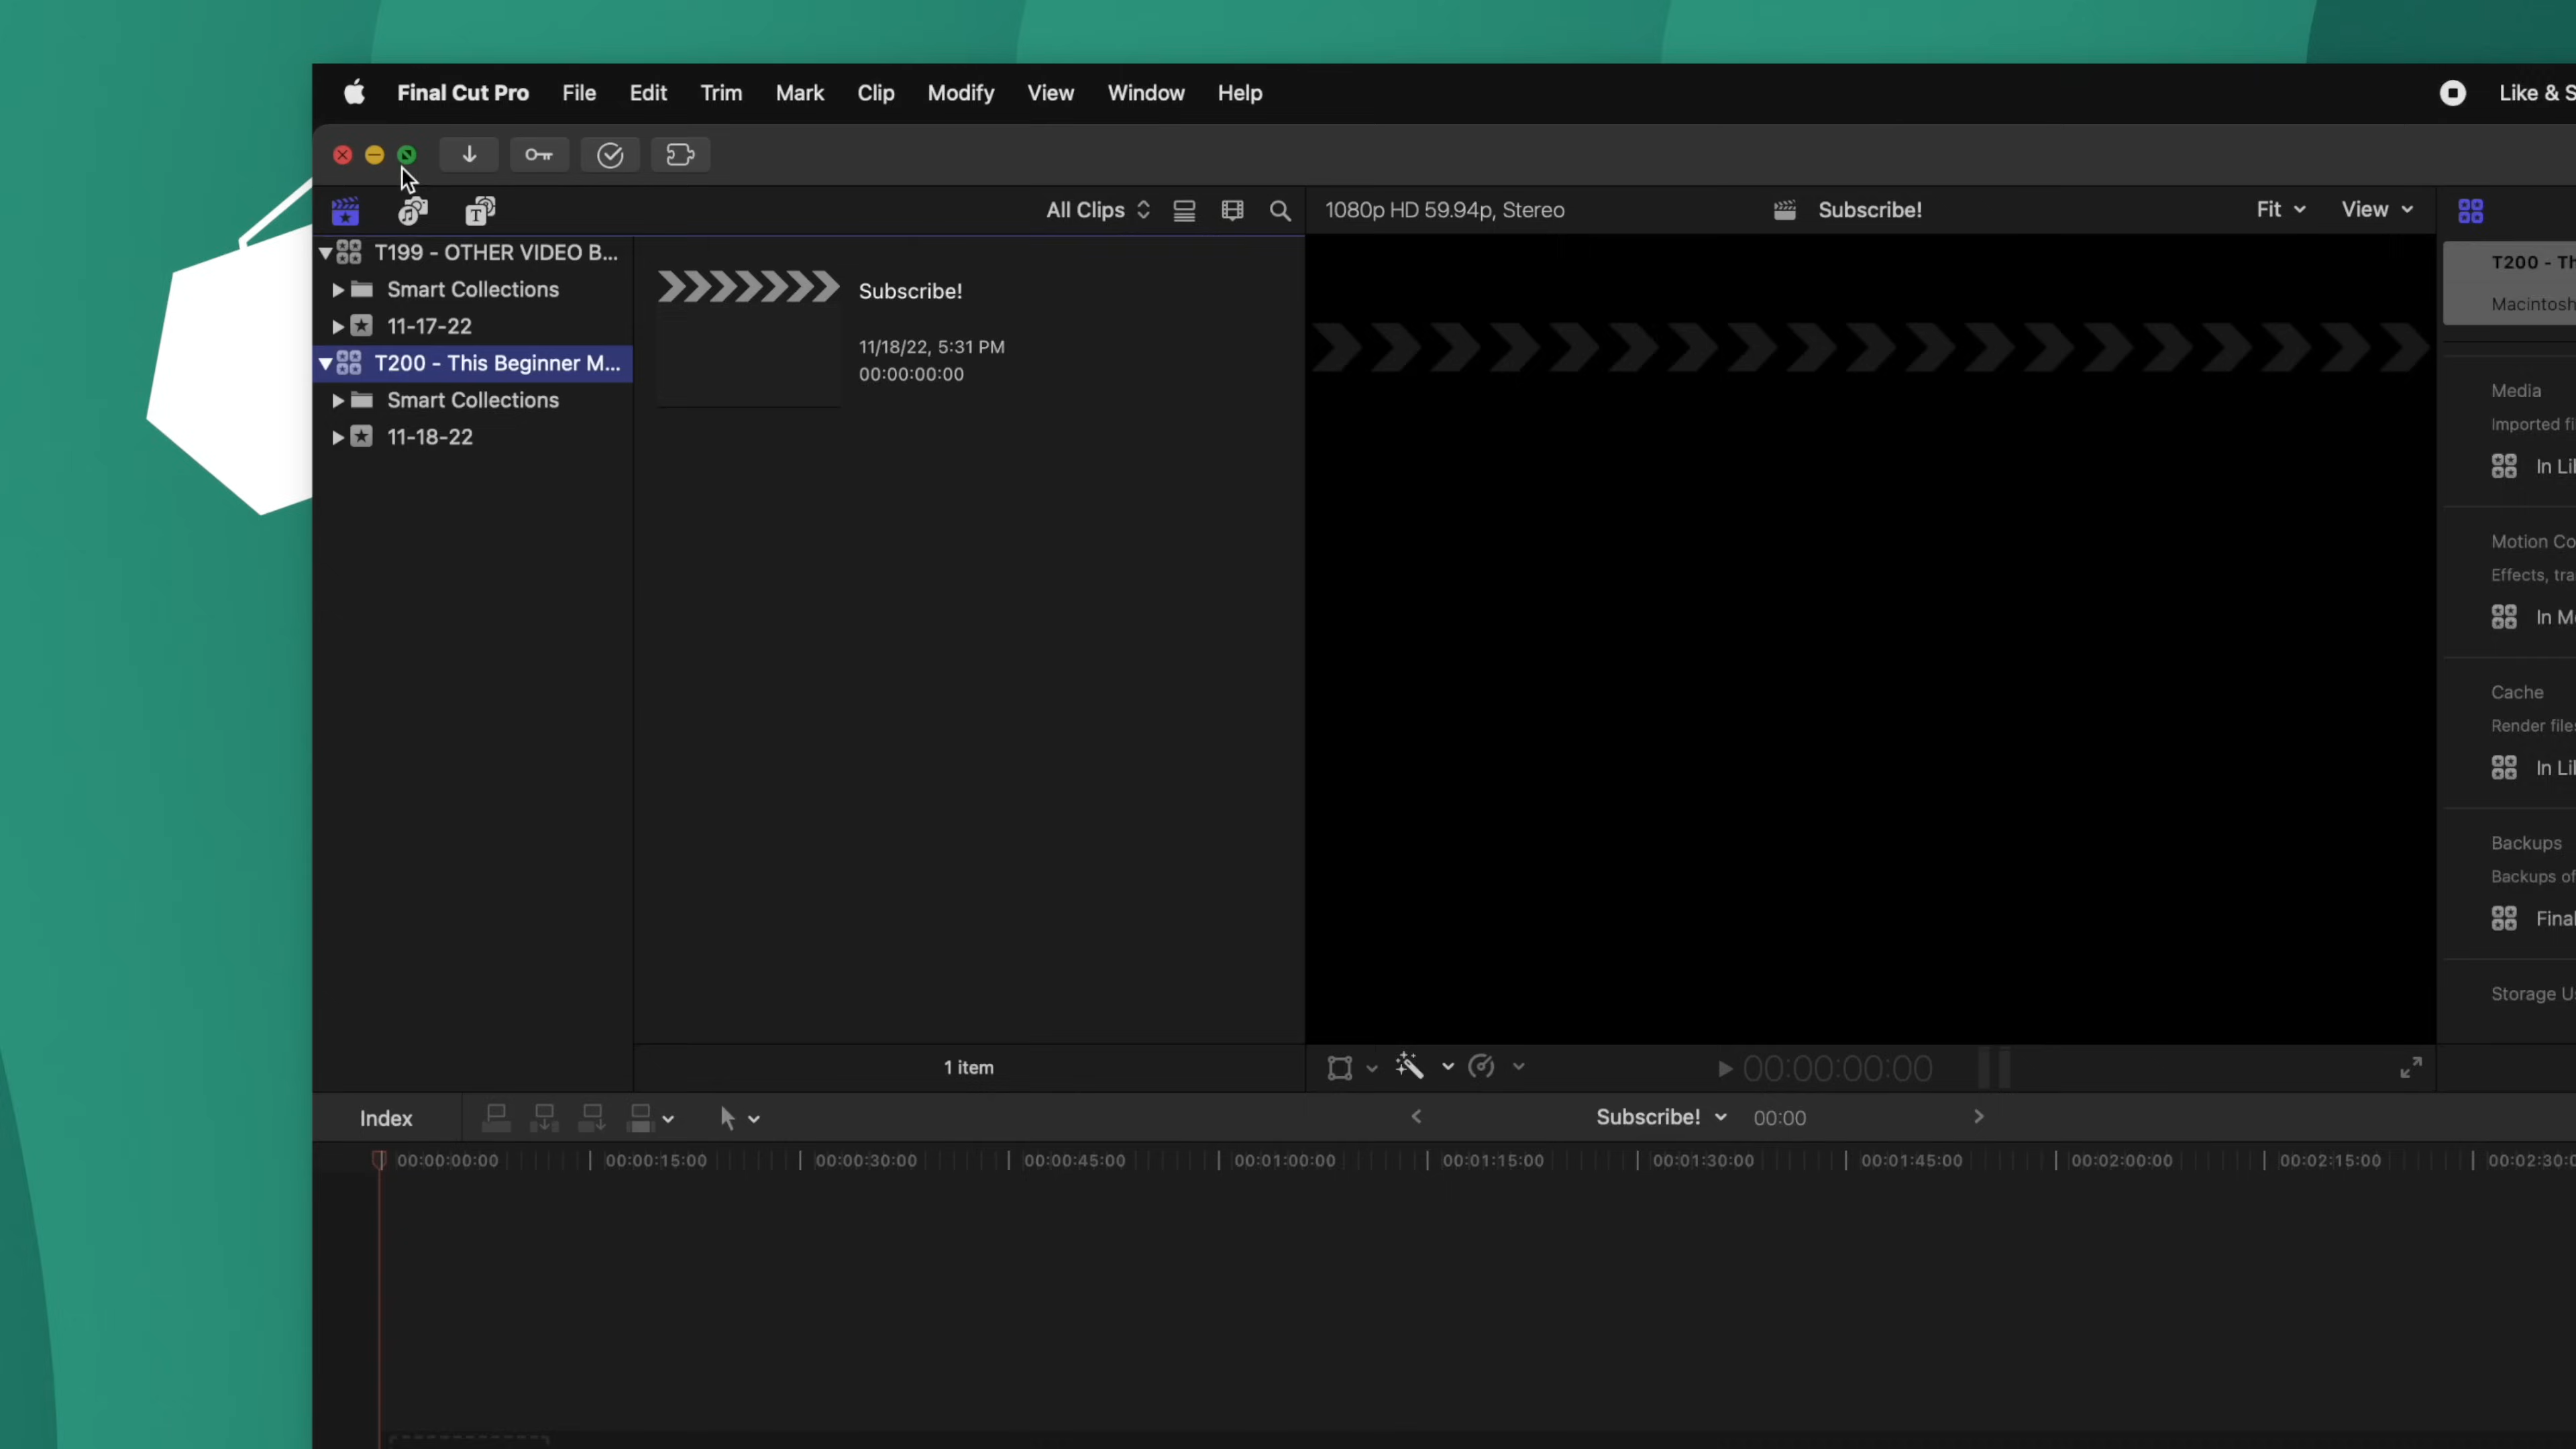 Final Cut Pro File Edit Trim Mark Clip Modify View Window Help Like & S
All Clips 1080p HD 59.94p, Stereo Subscribe! Fit View
T199 - OTHER VIDEO B...
Smart Collections
11-17-22
T200 - This Beginner M...
Smart Collections
11-18-22
Subscribe!
11/18/22, 5:31 PM
00:00:00:00
1 item
00:00:00:00
T200 - Th
Macintosh
Media
Imported fi
In Li
Motion Co
Effects, tra
In Mo
Cache
Render files
In Li
Backups
Backups of
Final
Storage Us
Index Subscribe! 00:00
00:00:00:00 00:00:15:00 00:00:30:00 00:00:45:00 00:01:00:00 00:01:15:00 00:01:30:00 00:01:45:00 00:02:00:00 00:02:15:00 00:02:30:0